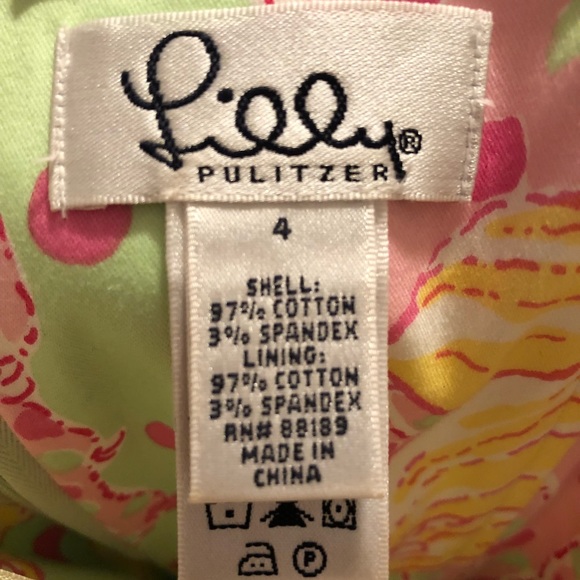 Lilly®
PULITZER
4
SHELL:
97% COTTON
3% SPANDEX
LINING:
97% COTTON
3% SPANDEX
RN# 88189
MADE IN
CHINA
P